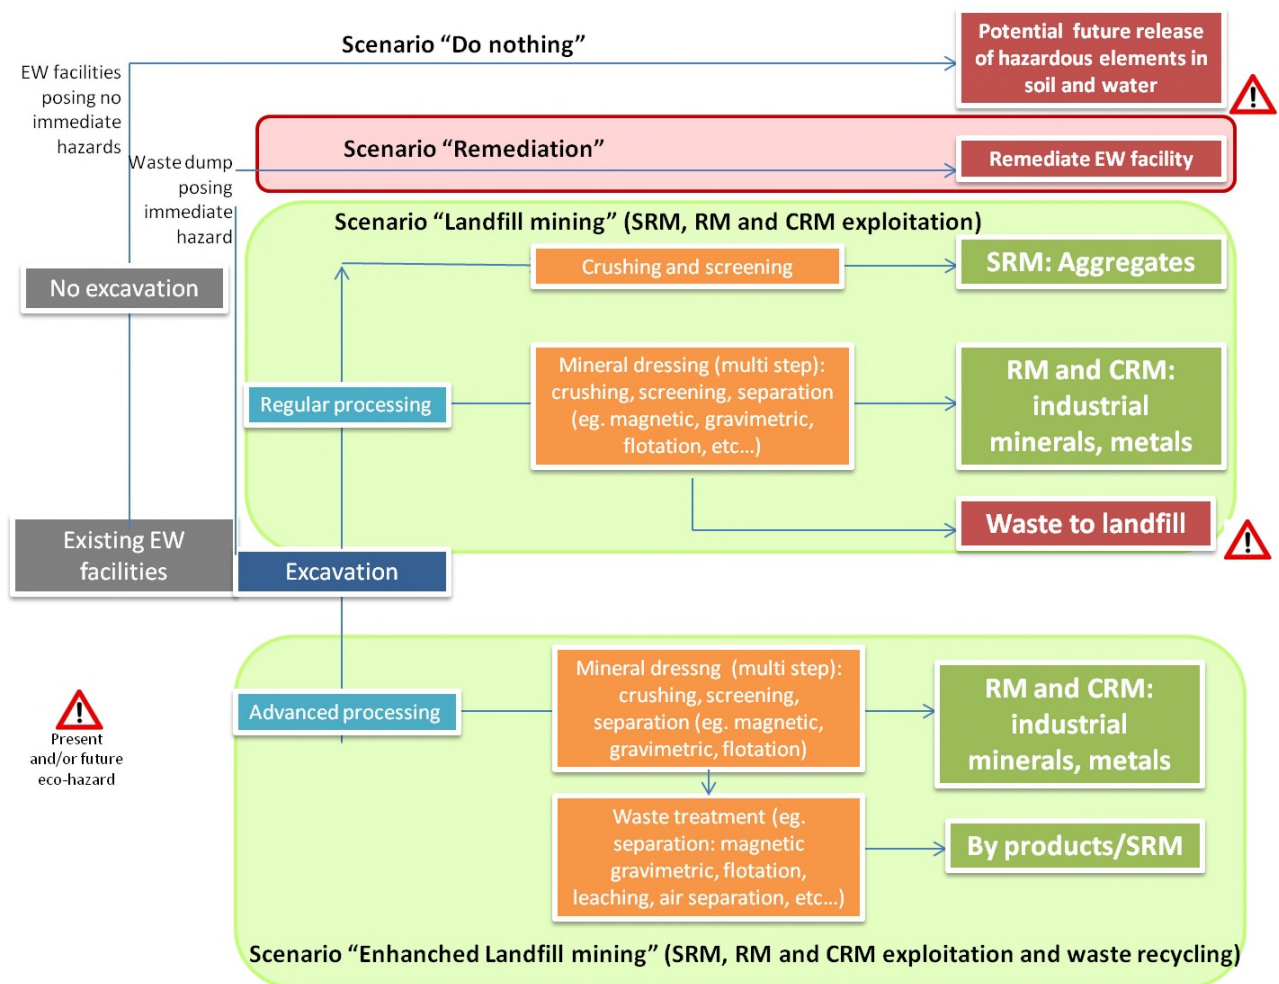 Scenario “Do nothing”
Potential future release
of hazardous elements in
soil and water
EW facilities
posing no
immediate
hazards
Scenario “Remediation”
Remediate EW facility
Waste dump
posing
immediate
hazard
Scenario “Landfill mining” (SRM, RM and CRM exploitation)
Crushing and screening
SRM: Aggregates
No excavation
Regular processing
Mineral dressing (multi step):
crushing, screening, separation
(eg. magnetic, gravimetric,
flotation, etc...)
RM and CRM:
industrial
minerals, metals
Waste to landfill
Existing EW
facilities
Excavation
Advanced processing
Mineral dressng (multi step):
crushing, screening,
separation (eg. magnetic,
gravimetric, flotation)
RM and CRM:
industrial
minerals, metals
Present
and/or future
eco-hazard
Waste treatment (eg.
separation: magnetic
gravimetric, flotation,
leaching, air separation, etc...)
By products/SRM
Scenario “Enhanched Landfill mining” (SRM, RM and CRM exploitation and waste recycling)